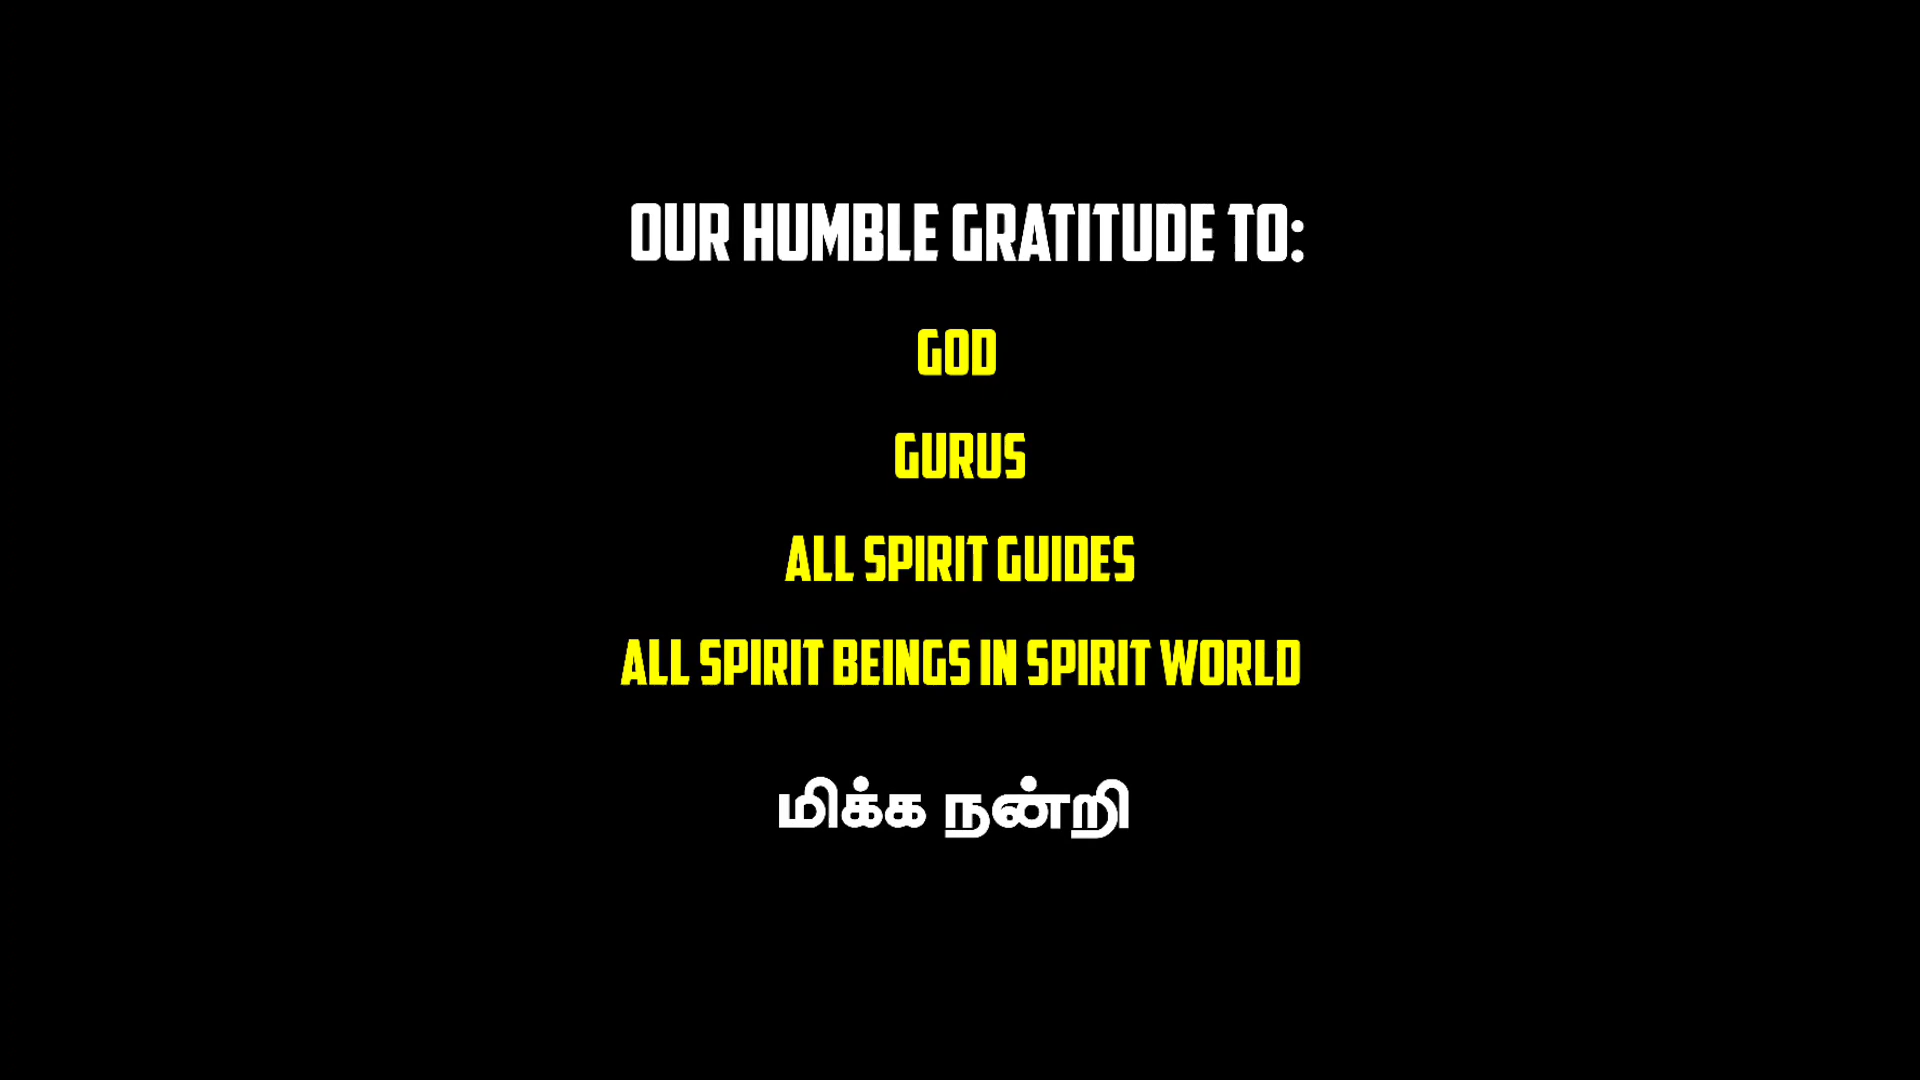 OUR HUMBLE GRATITUDE TO:
GOD
GURUS
ALL SPIRIT GUIDES
ALL SPIRIT BEINGS IN SPIRIT WORLD
மிக்க நன்றி